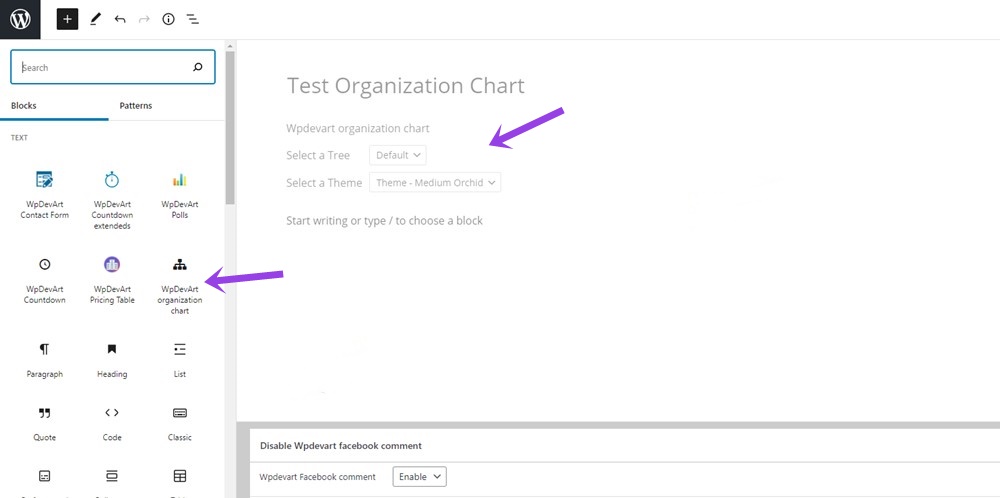 Search
Blocks
Patterns
TEXT
WpDevArt
Contact Form
WpDevArt
Countdown
extendeds
WpDevArt
Polls
WpDevArt
Countdown
WpDevArt
Pricing Table
WpDevArt
organization
chart
Paragraph
Heading
List
Quote
Code
Classic
Test Organization Chart
Wpdevart organization chart
Select a Tree
Default
Select a Theme
Theme - Medium Orchid
Start writing or type / to choose a block
Disable Wpdevart facebook comment
Wpdevart Facebook comment
Enable